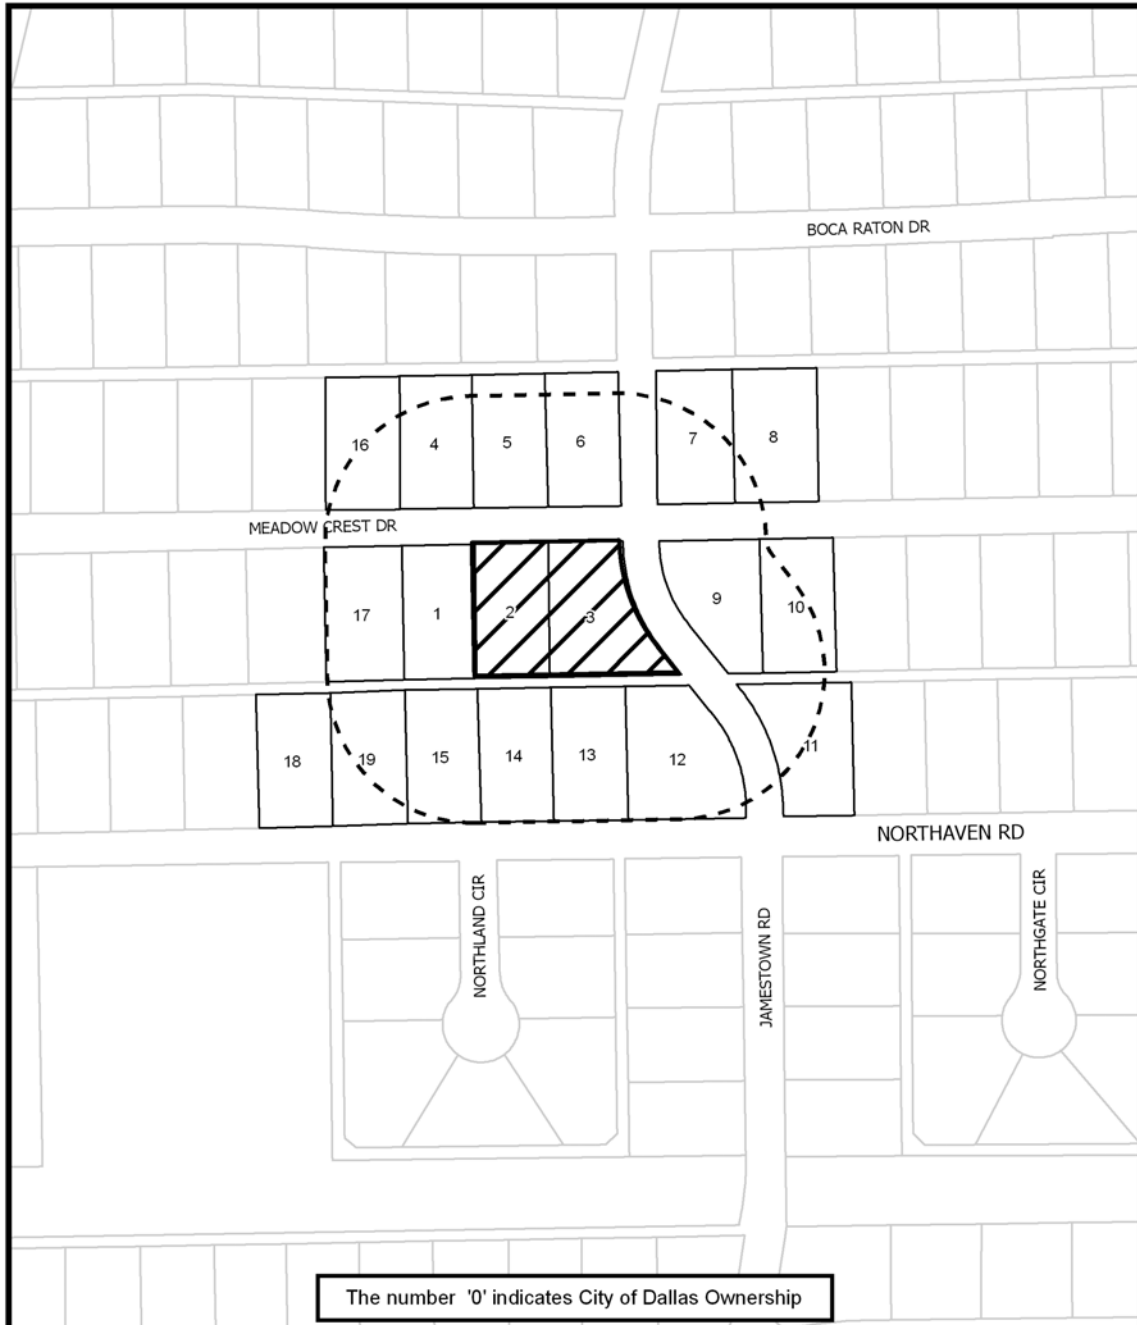 BOCA RATON DR
16
4
5
6
7
8
MEADOW CREST DR
17
1
2
3
9
10
18
19
15
14
13
12
11
NORTHAVEN RD
NORTHLAND CIR
JAMESTOWN RD
NORTHGATE CIR
The number '0' indicates City of Dallas Ownership